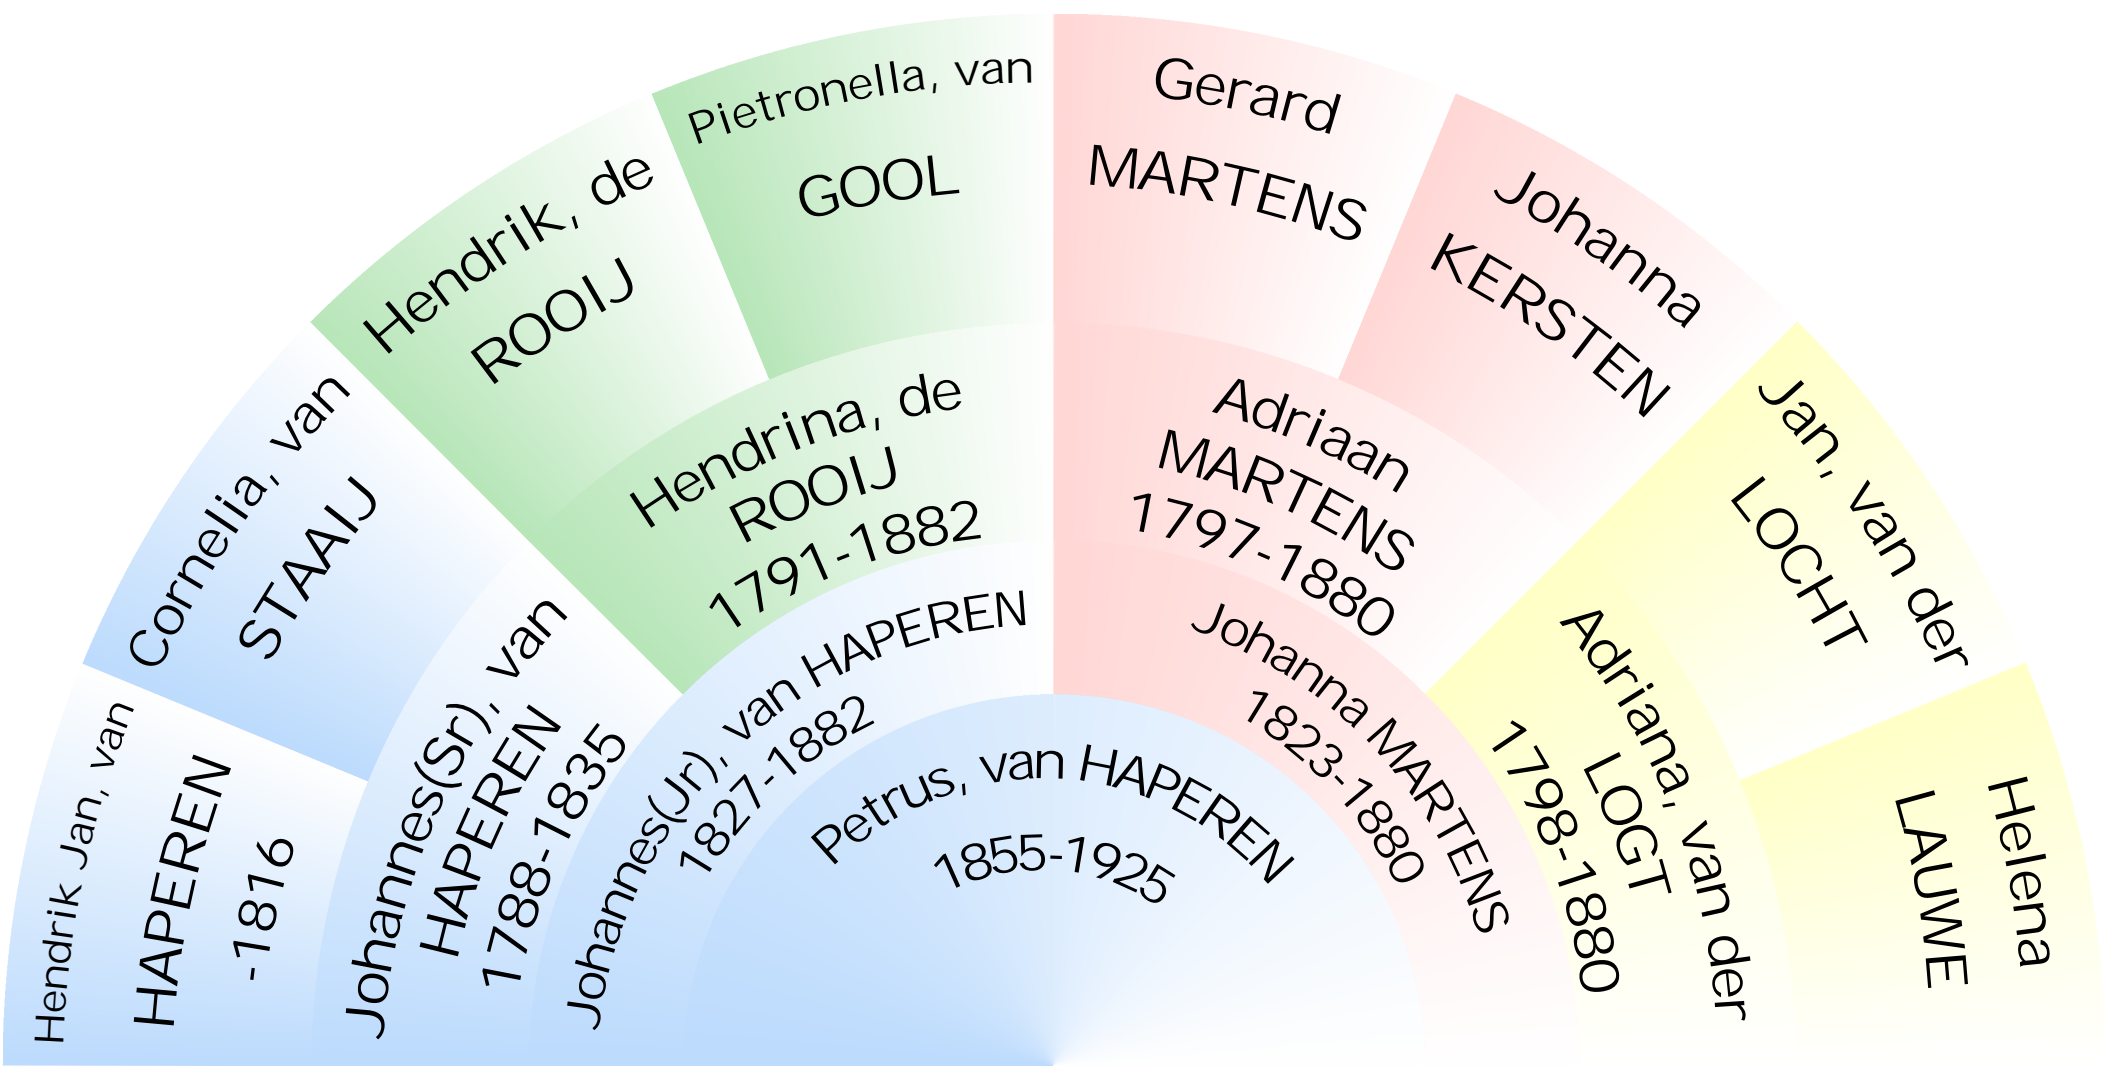 Hendrik Jan, van
HAPEREN
-1816
Cornelia, van
STAAIJ
Hendrik, de
ROOIJ
Pietronella, van
GOOL
Gerard
MARTENS
Johanna
KERSTEN
Jan, van der
LOCHT
Helena
LAUWE
Johannes(Sr), van
HAPEREN
1788-1835
Hendrina, de
ROOIJ
1791-1882
Adriaan
MARTENS
1797-1880
Adriana, van der
LOGT
1798-1880
Johannes(Jr), van HAPEREN
1827-1882
Johanna MARTENS
1823-1880
Petrus, van HAPEREN
1855-1925